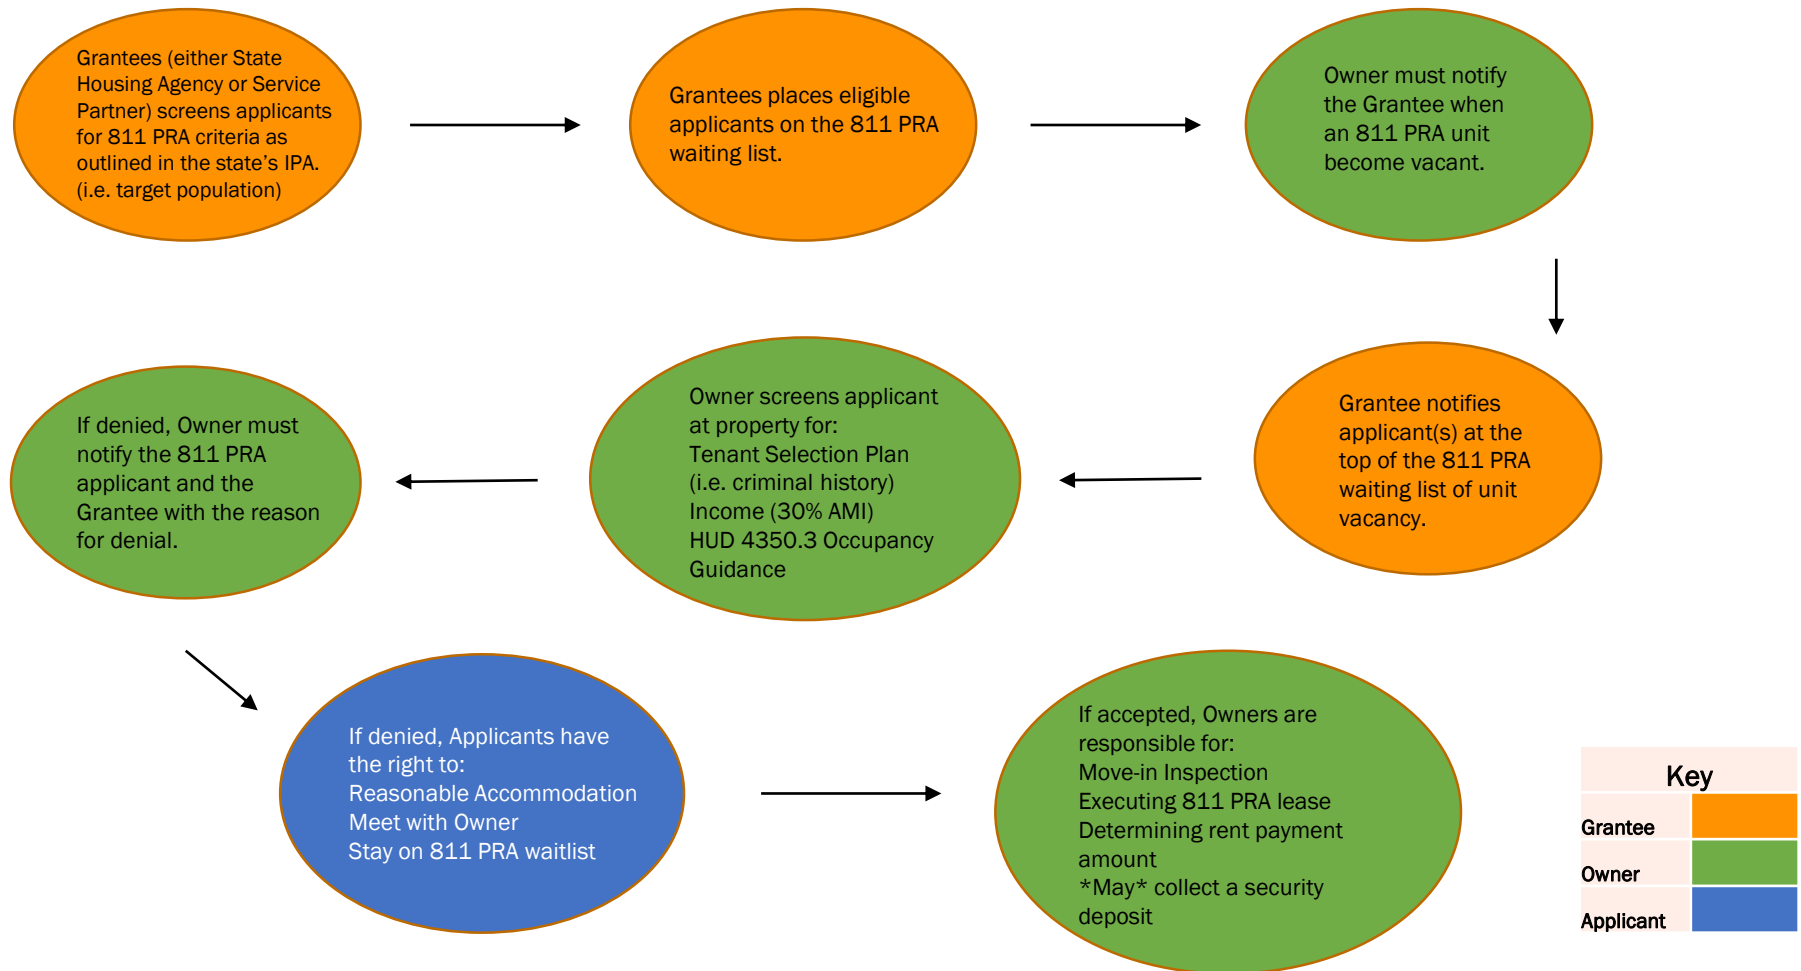 Grantees (either State
Housing Agency or Service
Partner) screens applicants
for 811 PRA criteria as
outlined in the state’s IPA.
(i.e. target population)
Grantees places eligible
applicants on the 811 PRA
waiting list.
Owner must notify
the Grantee when
an 811 PRA unit
become vacant.
Grantee notifies
applicant(s) at the
top of the 811 PRA
waiting list of unit
vacancy.
Owner screens applicant
at property for:
Tenant Selection Plan
(i.e. criminal history)
Income (30% AMI)
HUD 4350.3 Occupancy
Guidance
If denied, Owner must
notify the 811 PRA
applicant and the
Grantee with the reason
for denial.
If denied, Applicants have
the right to:
Reasonable Accommodation
Meet with Owner
Stay on 811 PRA waitlist
If accepted, Owners are
responsible for:
Move-in Inspection
Executing 811 PRA lease
Determining rent payment
amount
*May* collect a security
deposit
Key
Grantee
Owner
Applicant